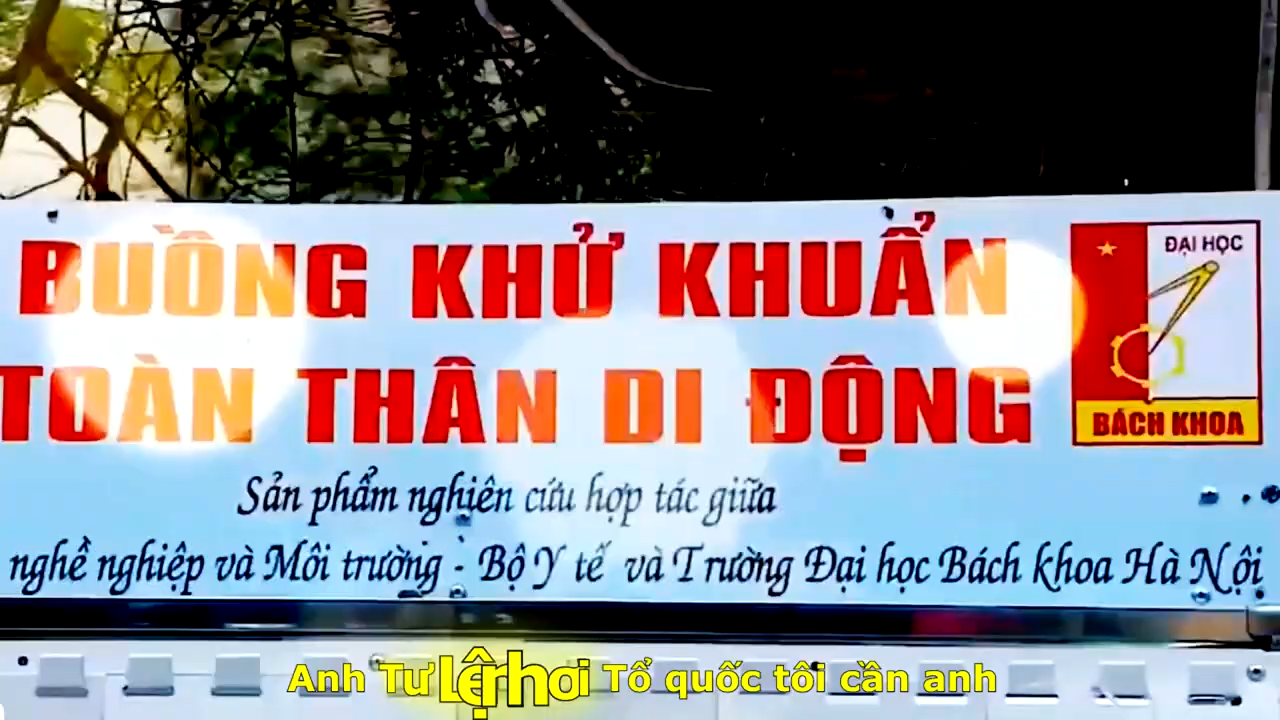 BUỒNG KHỬ KHUẨN
TOÀN THÂN DI ĐỘNG
ĐẠI HỌC
BÁCH KHOA
Sản phẩm nghiên cứu hợp tác giữa
nghề nghiệp và Môi trường - Bộ Y tế và Trường Đại học Bách khoa Hà Nội
Anh Tư Lệnh ơi Tổ quốc tôi cần anh